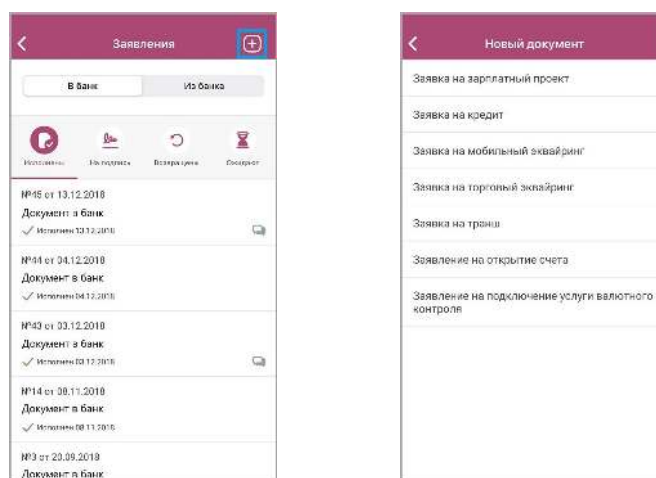 Заявления
В банк
Из банка
Исполнены
На подпись
Возвращены
Ожидают
№45 от 13.12.2018
Документ в банк
Исполнен 13.12.2018
№44 от 04.12.2018
Документ в банк
Исполнен 04.12.2018
№43 от 03.12.2018
Документ в банк
Исполнен 03.12.2018
№14 от 08.11.2018
Документ в банк
Исполнен 08.11.2018
№3 от 20.09.2018
Документ в банк
Новый документ
Заявка на зарплатный проект
Заявка на кредит
Заявка на мобильный эквайринг
Заявка на торговый эквайринг
Заявка на транш
Заявление на открытие счета
Заявление на подключение услуги валютного
контроля